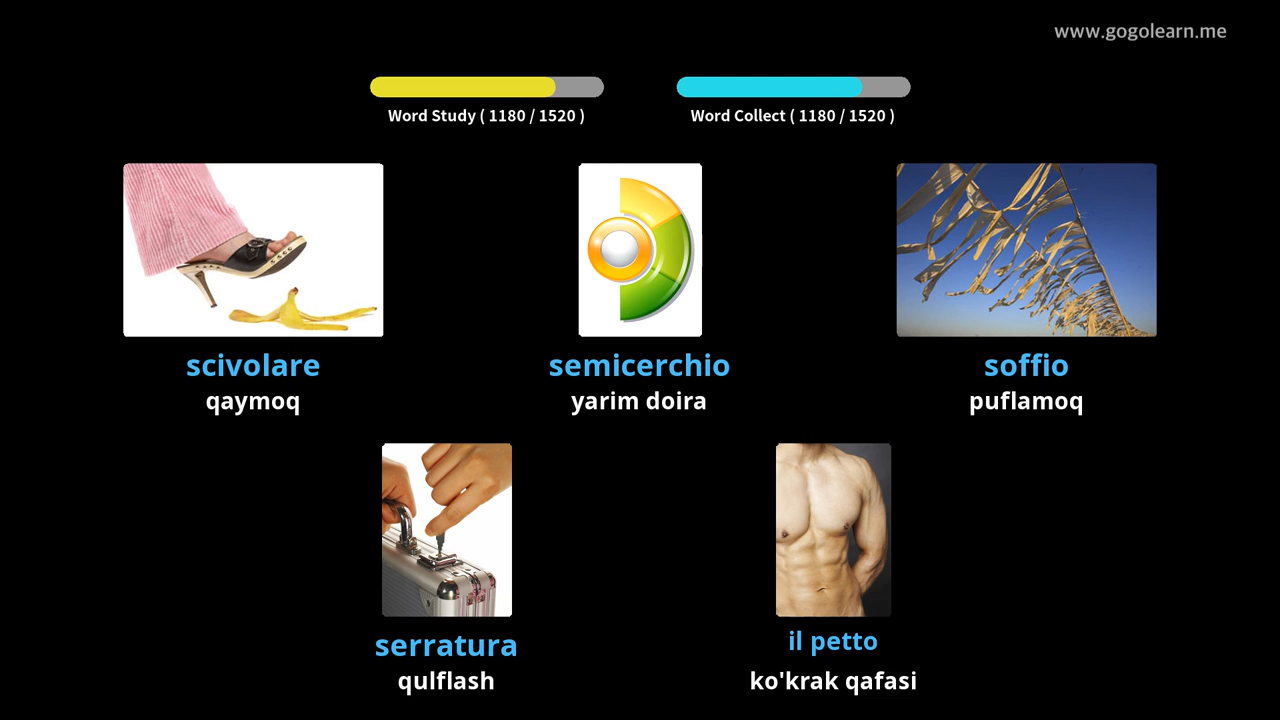 www.gogolearn.me
Word Study ( 1180 / 1520 )
Word Collect ( 1180 / 1520 )
scivolare
qaymoq
semicerchio
yarim doira
soffio
puflamoq
serratura
qulflash
il petto
ko'krak qafasi